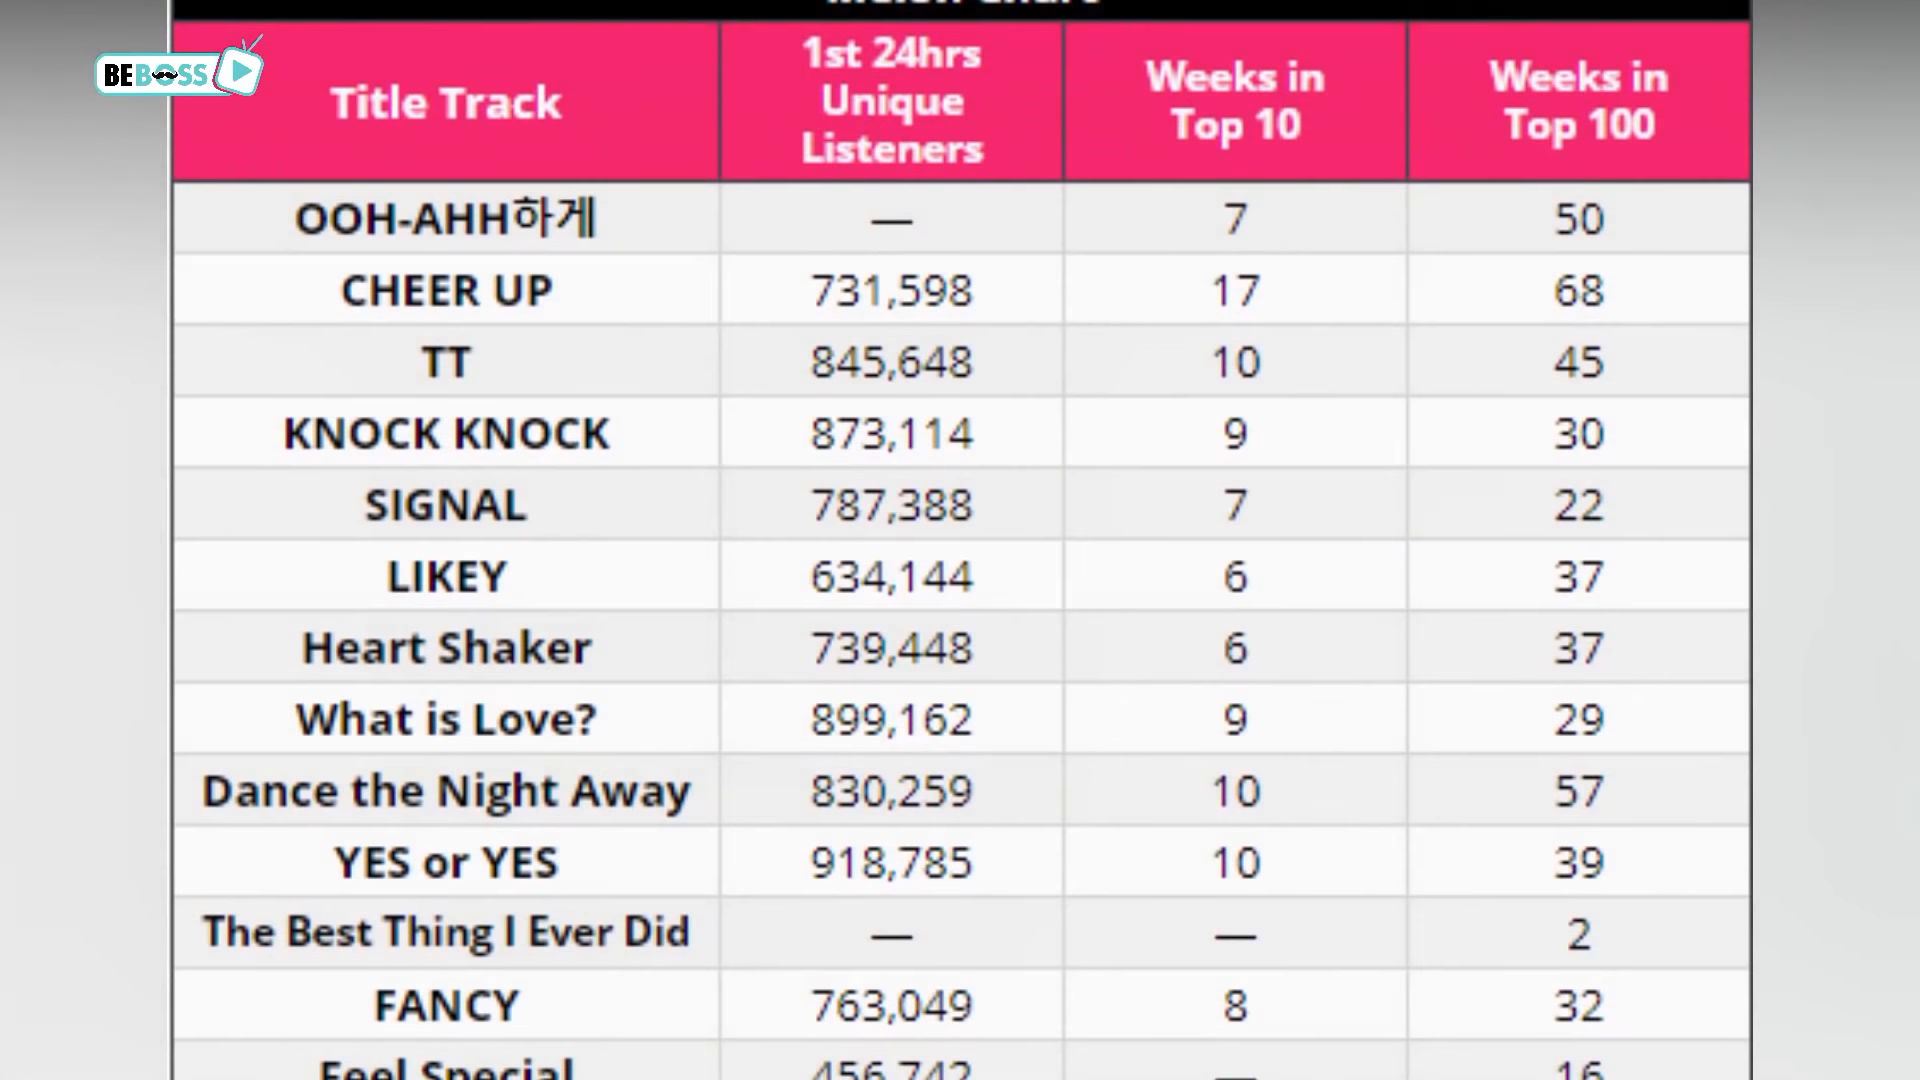 Melon Chart
BEBOSS
Title Track
1st 24hrs
Unique
Listeners
Weeks in
Top 10
Weeks in
Top 100
OOH-AHH하게 — 7 50
CHEER UP 731,598 17 68
TT 845,648 10 45
KNOCK KNOCK 873,114 9 30
SIGNAL 787,388 7 22
LIKEY 634,144 6 37
Heart Shaker 739,448 6 37
What is Love? 899,162 9 29
Dance the Night Away 830,259 10 57
YES or YES 918,785 10 39
The Best Thing I Ever Did — — 2
FANCY 763,049 8 32
Feel Special 456,742 — 16